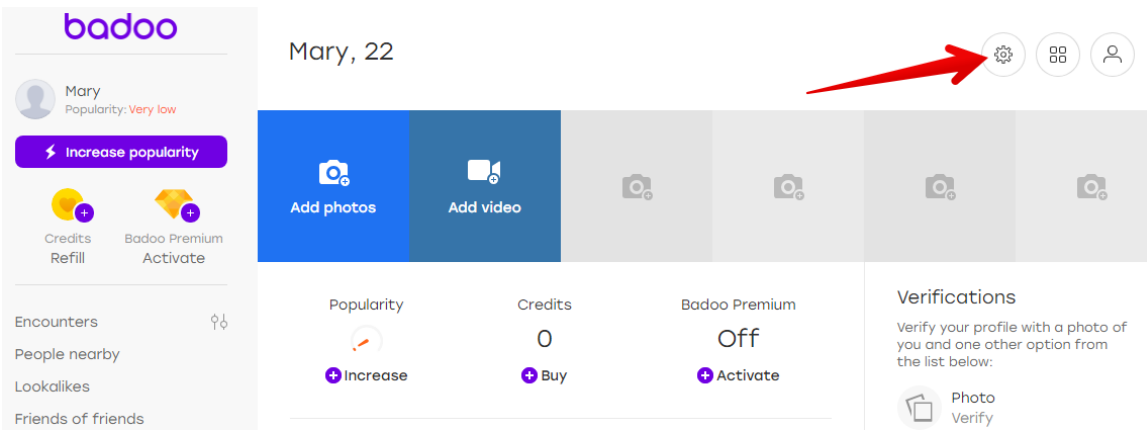 badoo
Mary
Popularity: Very low
Increase popularity
Credits
Refill
Badoo Premium
Activate
Encounters
People nearby
Lookalikes
Friends of friends
Mary, 22
Add photos
Add video
Popularity
Increase
Credits
0
Buy
Badoo Premium
Off
Activate
Verifications
Verify your profile with a photo of
you and one other option from
the list below:
Photo
Verify